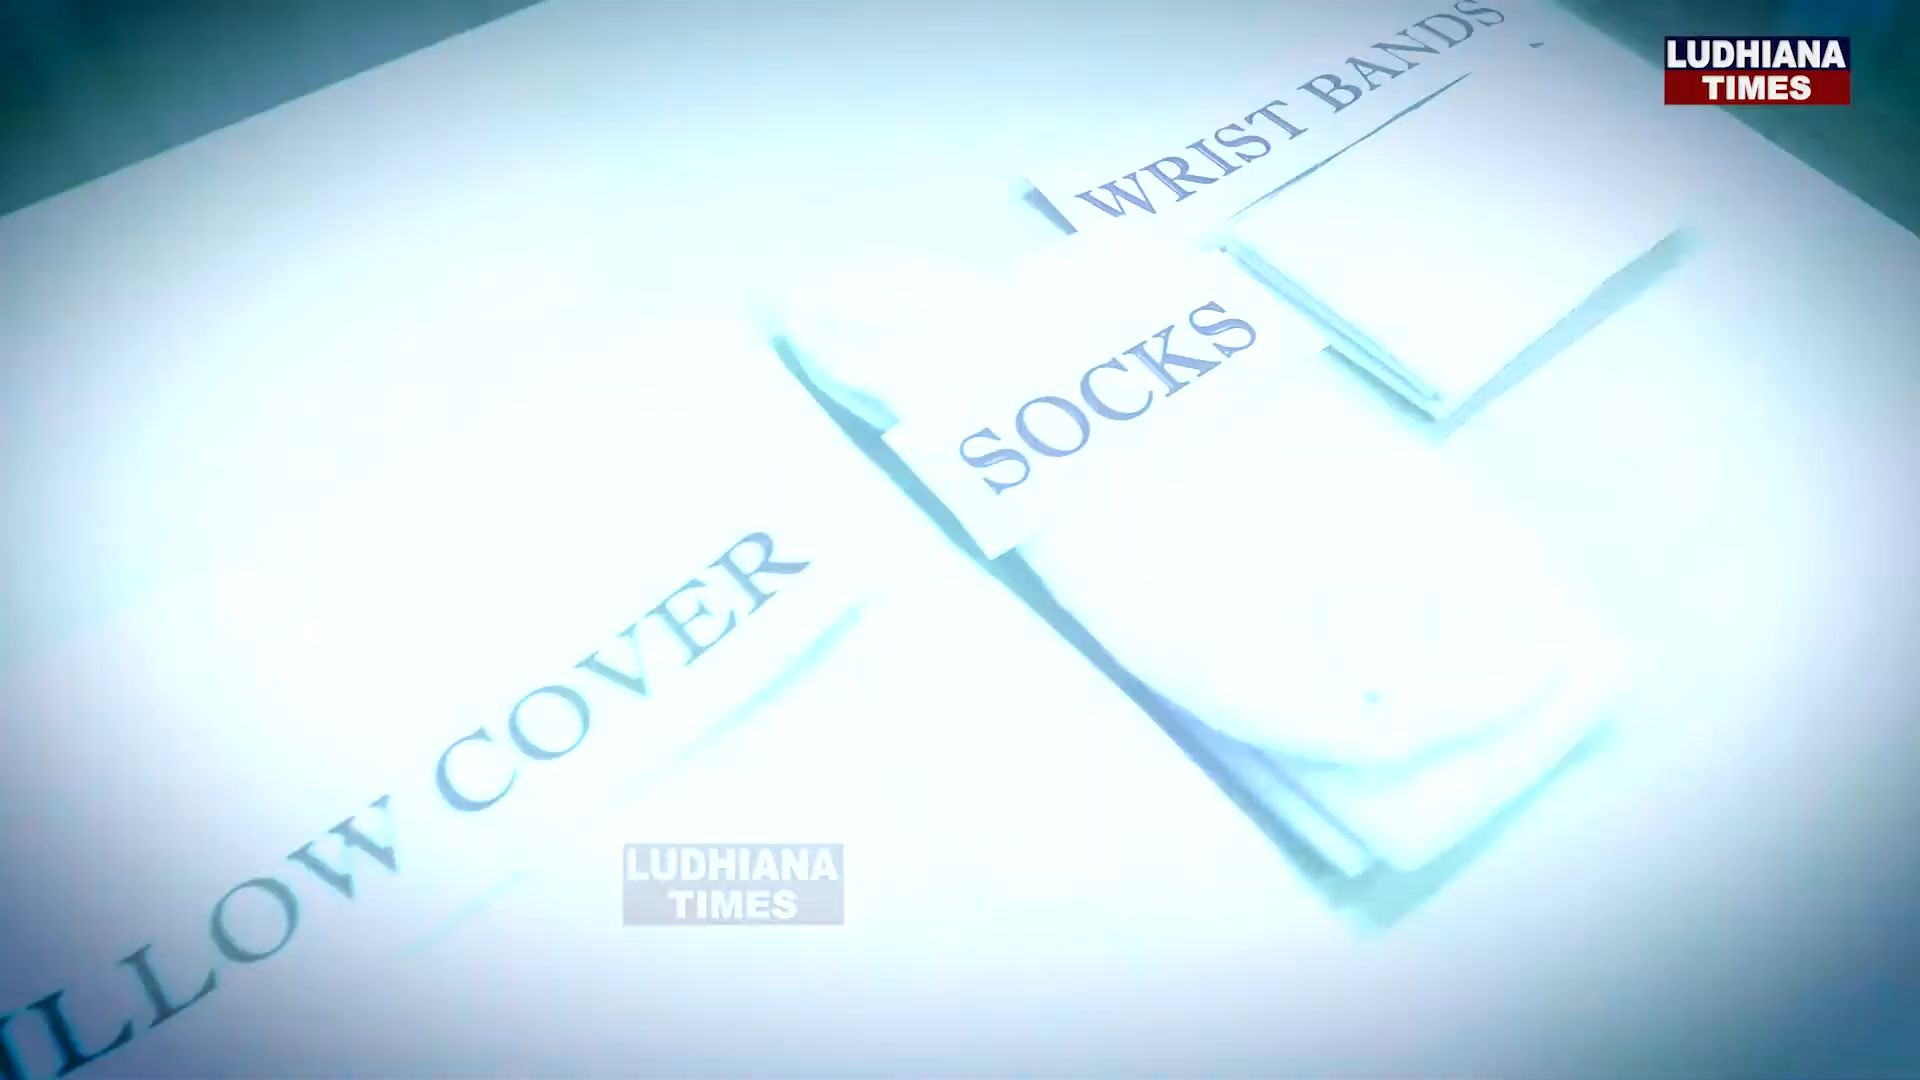 LUDHIANA
TIMES
WRIST BANDS
SOCKS
ILLOW COVER
LUDHIANA
TIMES